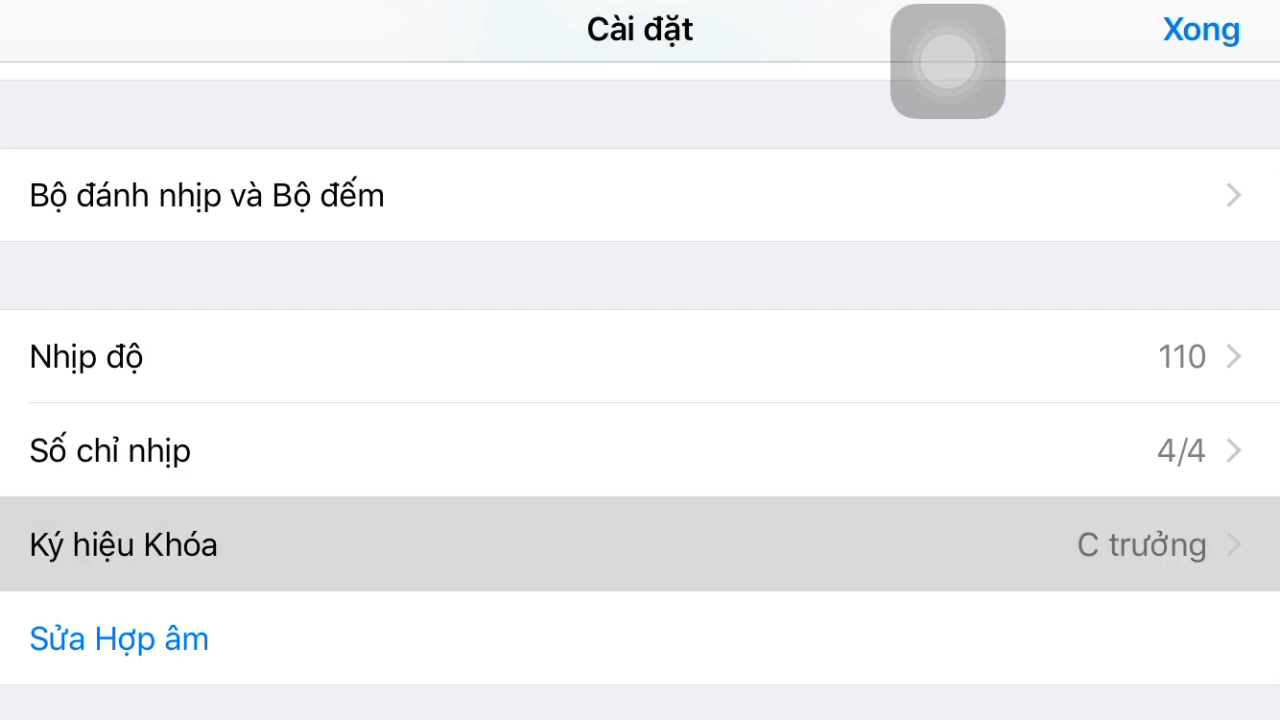 Cài đặt
Xong
Bộ đánh nhịp và Bộ đếm
Nhịp độ
110
Số chỉ nhịp
4/4
Ký hiệu Khóa
C trưởng
Sửa Hợp âm